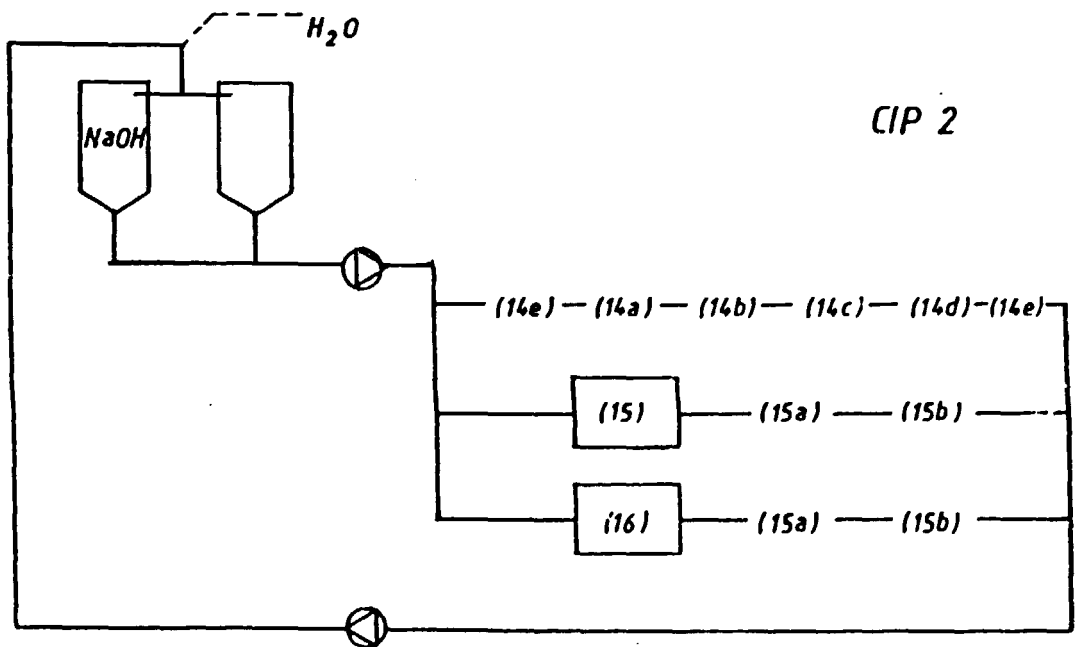 H2O
CIP 2
NaOH
(14e) (14a) (14b) (14c) (14d) (14e)
(15) (15a) (15b)
(16) (15a) (15b)